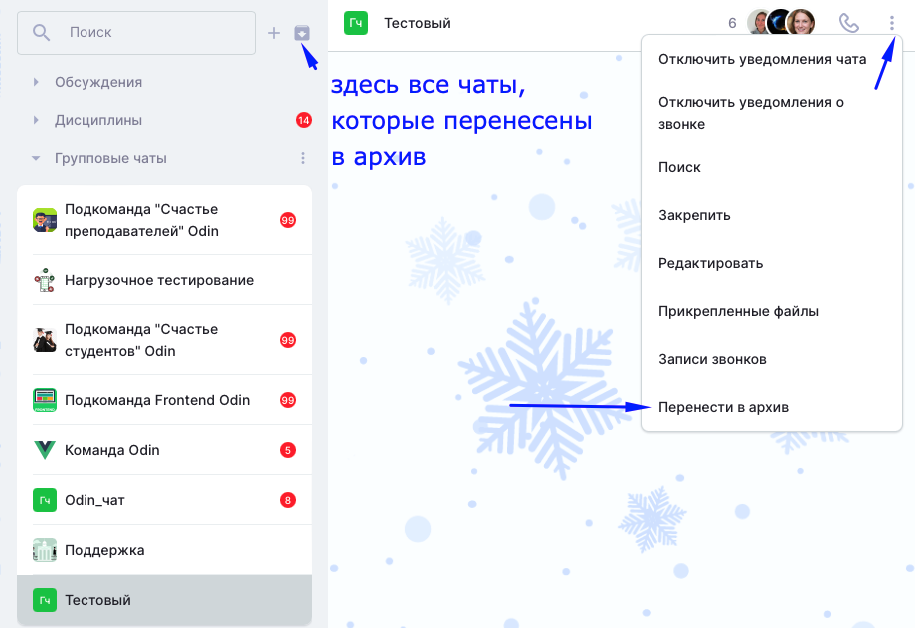 Поиск
Обсуждения
Дисциплины
14
Групповые чаты
Подкоманда "Счастье
преподавателей" Odin
99
Нагрузочное тестирование
Подкоманда "Счастье
студентов" Odin
99
Подкоманда Frontend Odin
99
Команда Odin
5
Гч
Odin_чат
8
Поддержка
Гч
Тестовый
Гч
Тестовый
6
здесь все чаты,
которые перенесены
в архив
Отключить уведомления чата
Отключить уведомления о
звонке
Поиск
Закрепить
Редактировать
Прикрепленные файлы
Записи звонков
Перенести в архив